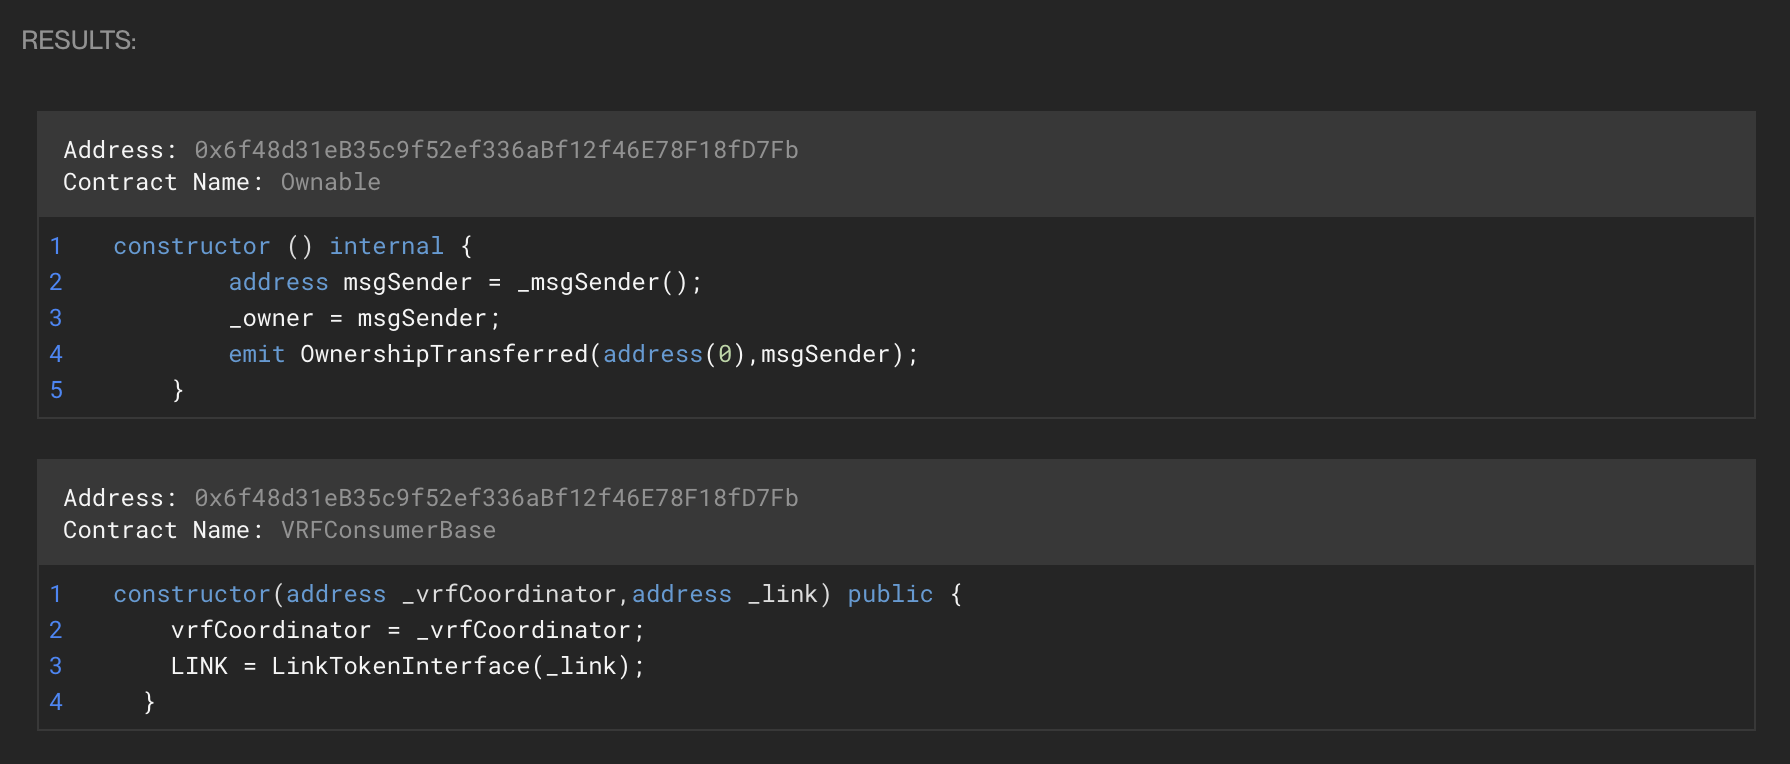 RESULTS:
Address: 0x6f48d31eB35c9f52ef336aBf12f46E78F18fD7Fb
Contract Name: Ownable
1 constructor () internal {
2 address msgSender = _msgSender();
3 _owner = msgSender;
4 emit OwnershipTransferred(address(0),msgSender);
5 }
Address: 0x6f48d31eB35c9f52ef336aBf12f46E78F18fD7Fb
Contract Name: VRFConsumerBase
1 constructor(address _vrfCoordinator,address _link) public {
2 vrfCoordinator = _vrfCoordinator;
3 LINK = LinkTokenInterface(_link);
4 }